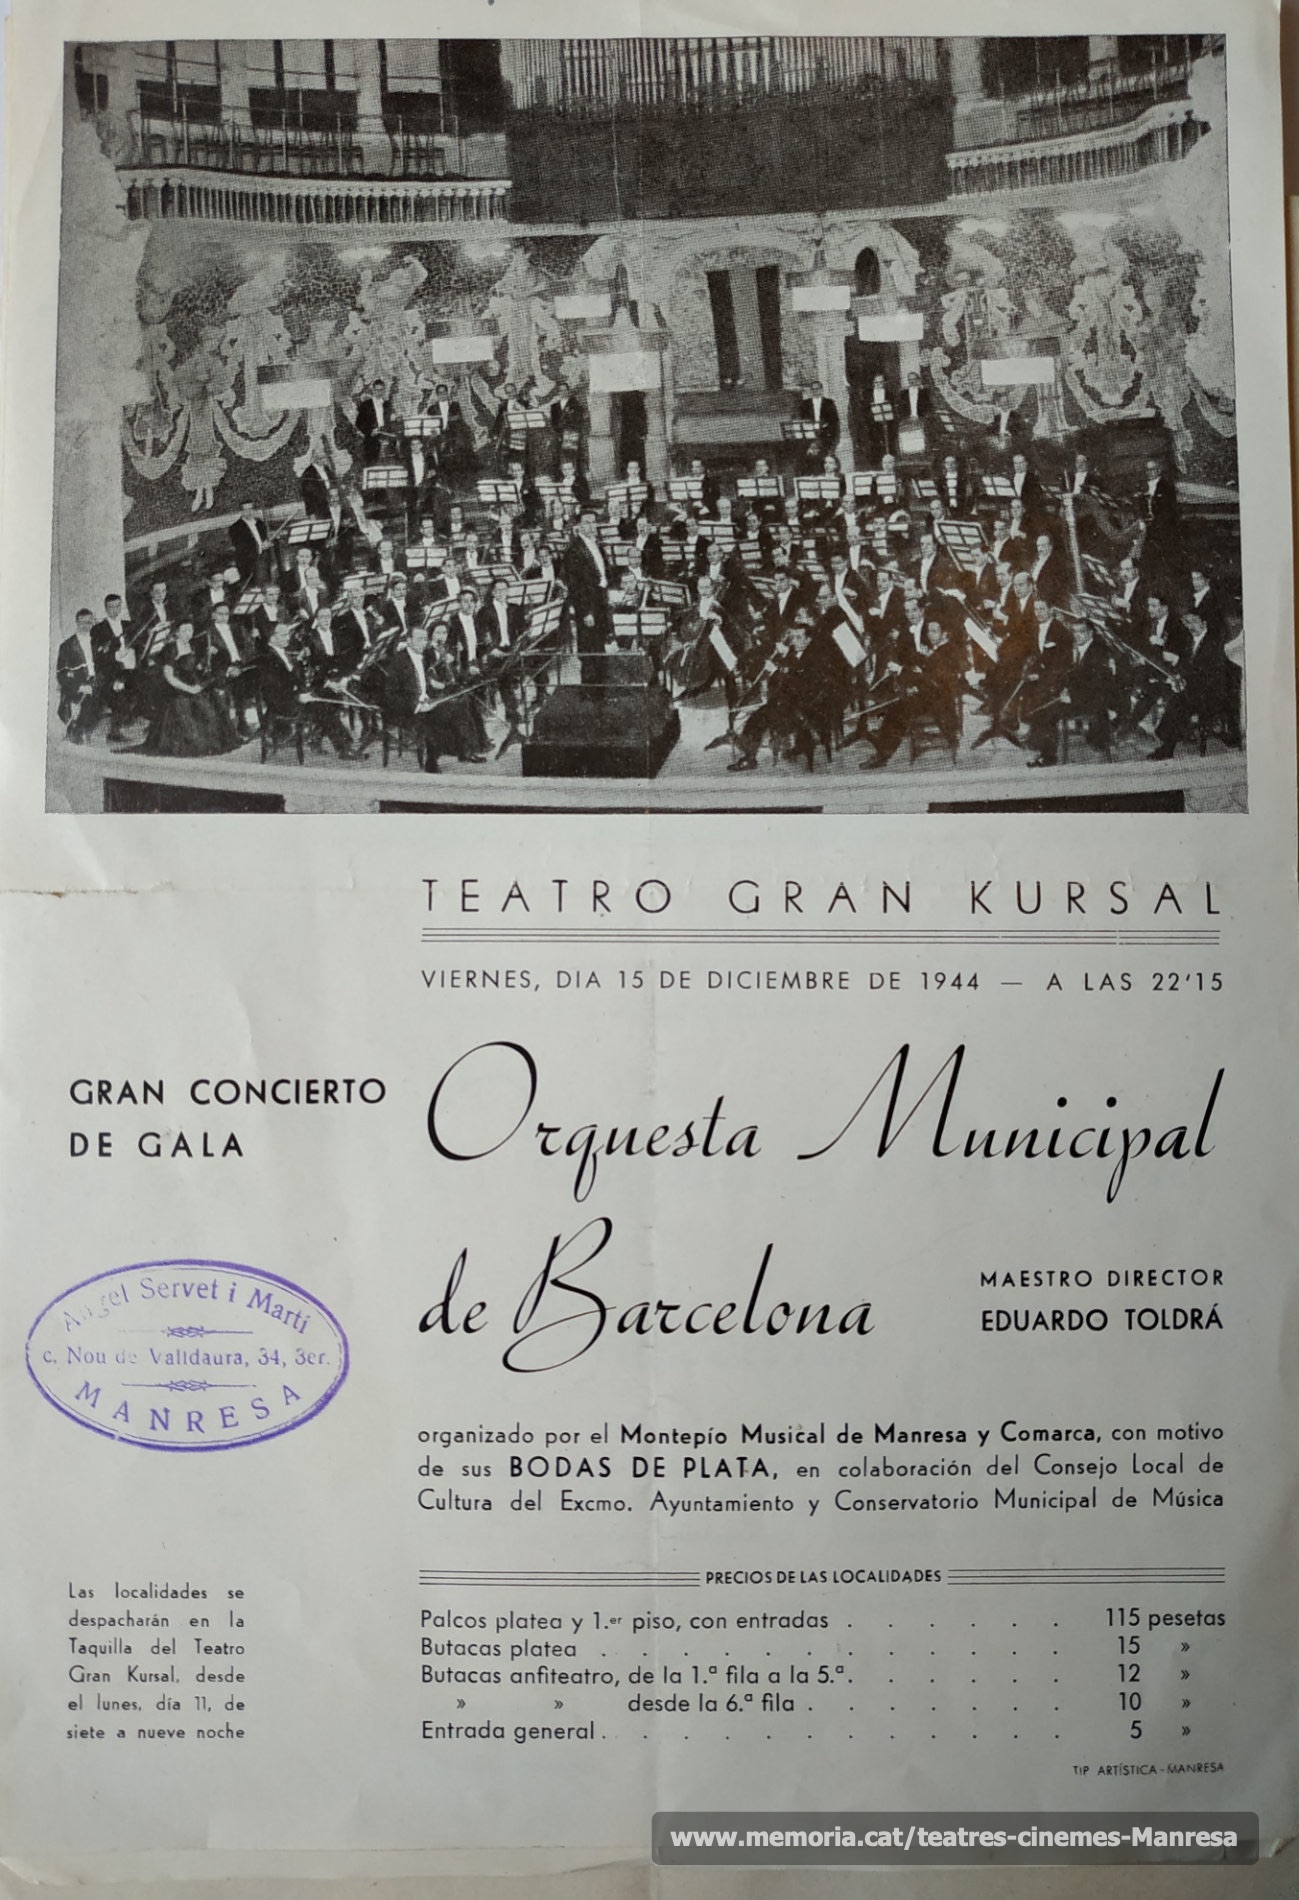 TEATRO GRAN KURSAL
VIERNES, DIA 15 DE DICIEMBRE DE 1944 — A LAS 22'15
GRAN CONCIERTO
DE GALA
Orquesta Municipal
de Barcelona
MAESTRO DIRECTOR
EDUARDO TOLDRÁ
Angel Servet i Martí
c. Nou de Valldaura, 34, 3er.
MANRESA
organizado por el Montepío Musical de Manresa y Comarca, con motivo
de sus BODAS DE PLATA, en colaboración del Consejo Local de
Cultura del Excmo. Ayuntamiento y Conservatorio Municipal de Música
Las localidades se
despacharán en la
Taquilla del Teatro
Gran Kursal, desde
el lunes, día 11, de
siete a nueve noche
PRECIOS DE LAS LOCALIDADES
Palcos platea y 1.er piso, con entradas . . . . . . 115 pesetas
Butacas platea . . . . . . . . . . . 15 »
Butacas anfiteatro, de la 1.ª fila a la 5.ª . . . . . . 12 »
» » desde la 6.ª fila . . . . . . . 10 »
Entrada general . . . . . . . . . . . 5 »
TIP ARTÍSTICA - MANRESA
www.memoria.cat/teatres-cinemes-Manresa